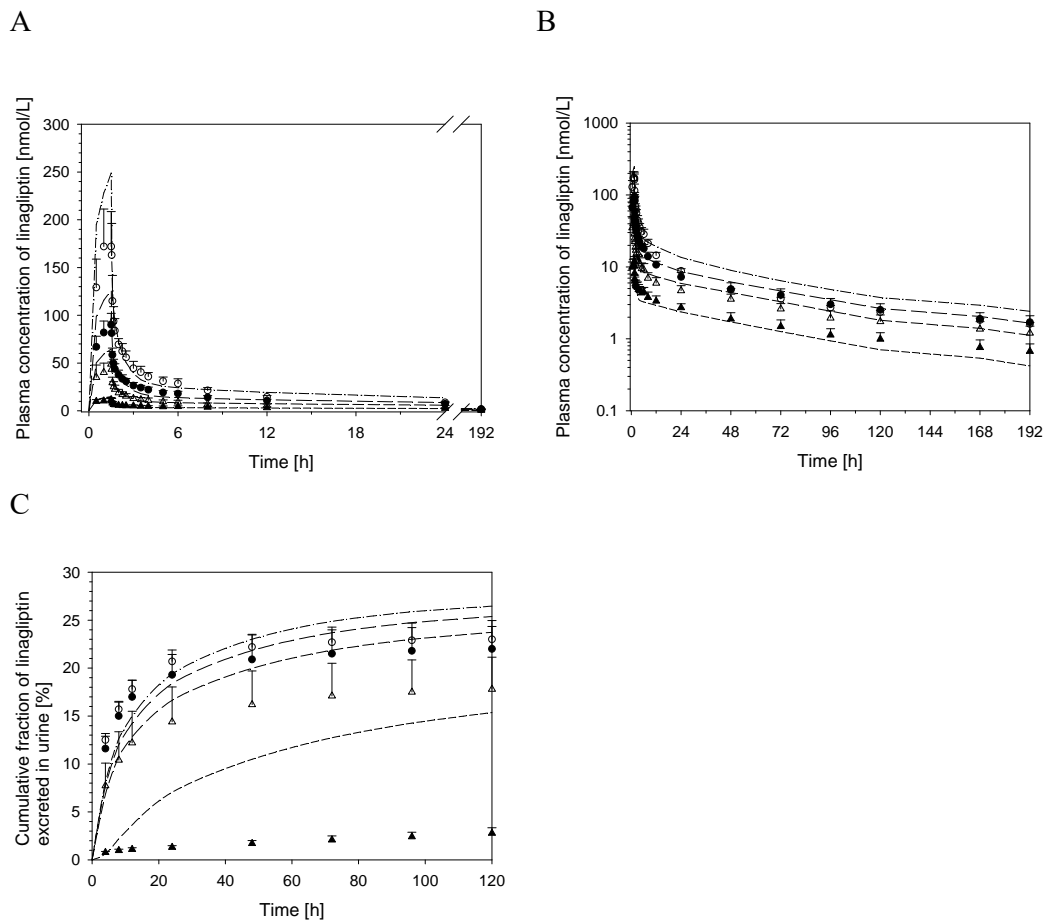 A
Plasma concentration of linagliptin [nmol/L]
300
250
200
150
100
50
0
0 6 12 18 24 192
Time [h]
B
Plasma concentration of linagliptin [nmol/L]
1000
100
10
1
0.1
0 24 48 72 96 120 144 168 192
Time [h]
C
Cumulative fraction of linagliptin
excreted in urine [%]
30
25
20
15
10
5
0
0 20 40 60 80 100 120
Time [h]